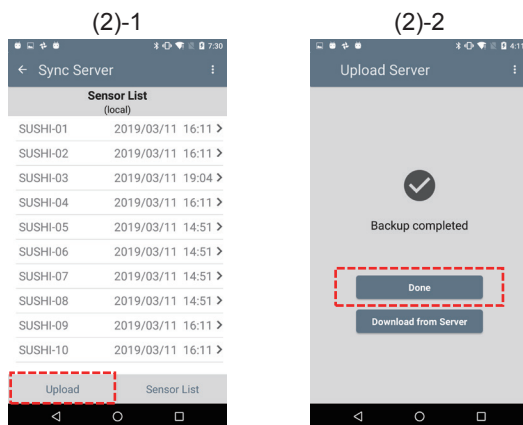 (2)-1
7:30
Sync Server
Sensor List
(local)
SUSHI-01 2019/03/11 16:11 >
SUSHI-02 2019/03/11 16:11 >
SUSHI-03 2019/03/11 19:04 >
SUSHI-04 2019/03/11 16:11 >
SUSHI-05 2019/03/11 14:51 >
SUSHI-06 2019/03/11 14:51 >
SUSHI-07 2019/03/11 14:51 >
SUSHI-08 2019/03/11 14:51 >
SUSHI-09 2019/03/11 16:11 >
SUSHI-10 2019/03/11 16:11 >
Upload Sensor List
(2)-2
4:11
Upload Server
Backup completed
Done
Download from Server